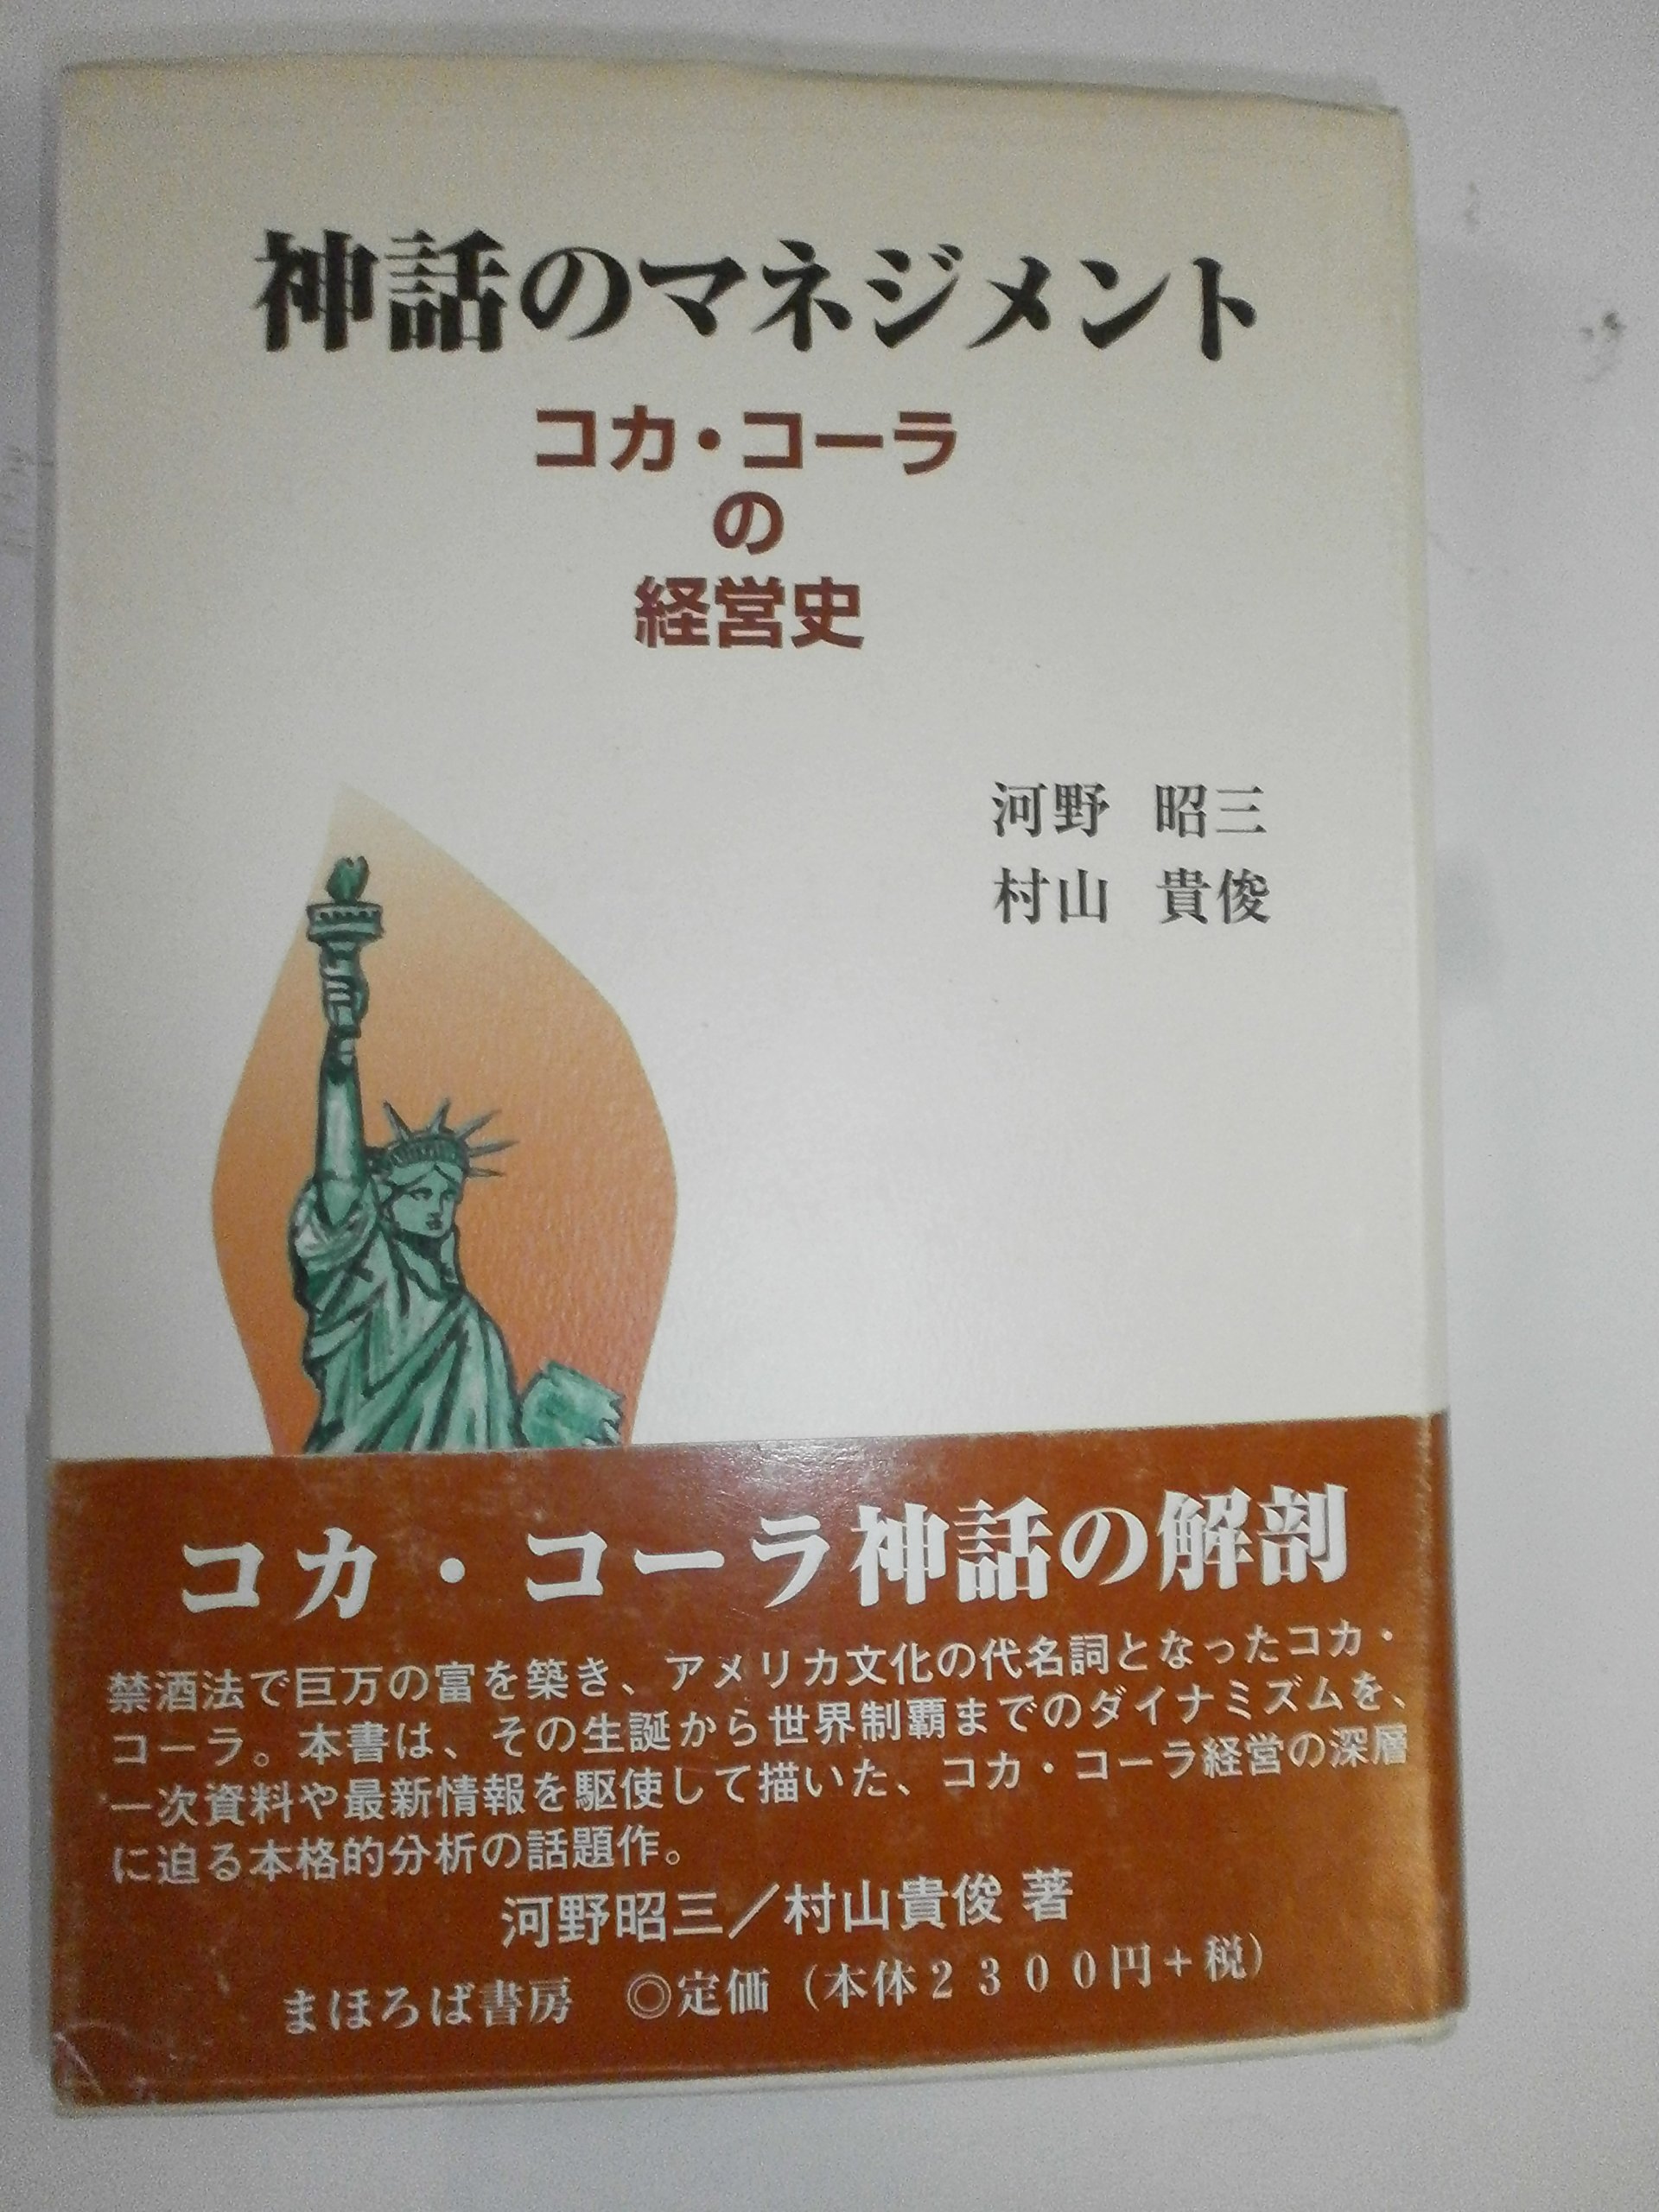 神話のマネジメント
コカ・コーラ
の
経営史
河野 昭三
村山 貴俊
コカ・コーラ神話の解剖
禁酒法で巨万の富を築き、アメリカ文化の代名詞となったコカ・
コーラ。本書は、その生誕から世界制覇までのダイナミズムを、
一次資料や最新情報を駆使して描いた、コカ・コーラ経営の深層
に迫る本格的分析の話題作。
河野昭三／村山貴俊 著
まほろば書房 ◎定価（本体２３００円＋税）